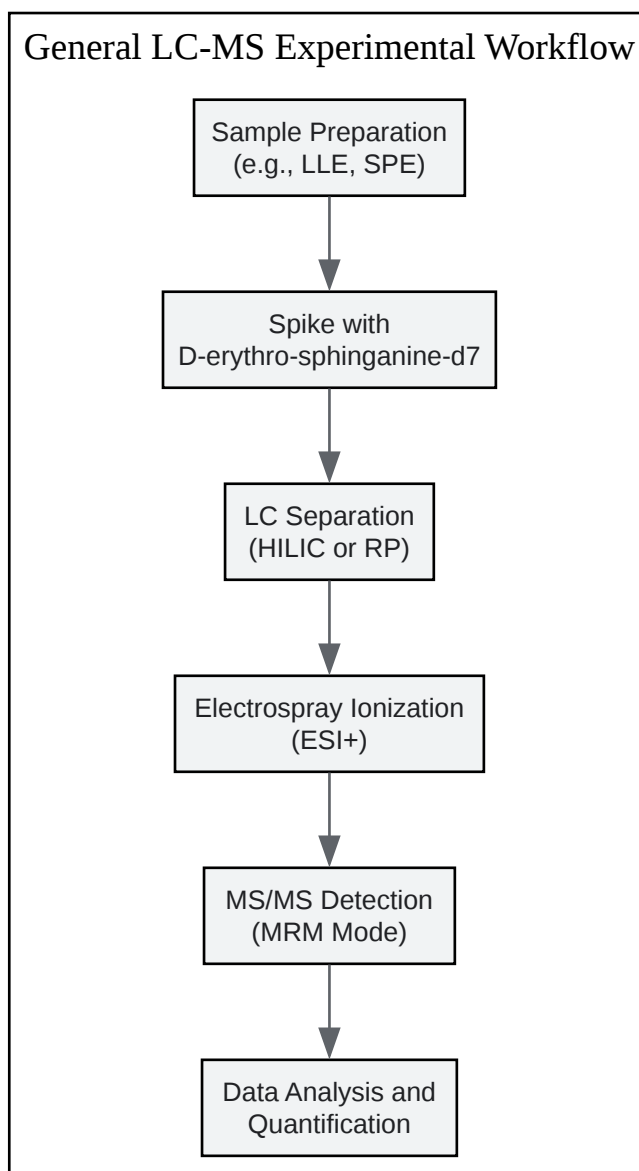 General LC-MS Experimental Workflow
Sample Preparation
(e.g., LLE, SPE)
Spike with
D-erythro-sphinganine-d7
LC Separation
(HILIC or RP)
Electrospray Ionization
(ESI+)
MS/MS Detection
(MRM Mode)
Data Analysis and
Quantification